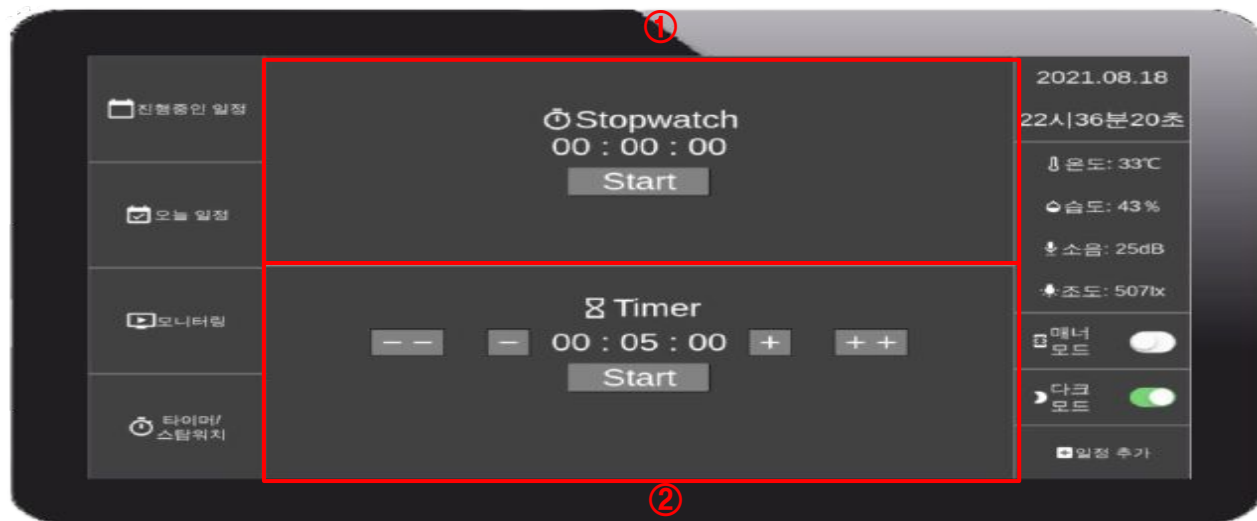 ①
진행중인 일정
오늘 일정
모니터링
타이머/
스탑워치
Stopwatch
00 : 00 : 00
Start
Timer
-- - 00 : 05 : 00 + ++
Start
2021.08.18
22시36분20초
온도: 33℃
습도: 43%
소음: 25dB
조도: 507lx
매너
모드
다크
모드
일정 추가
②